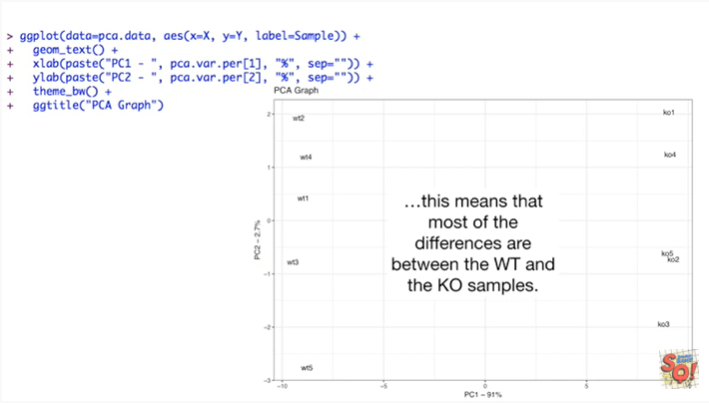 > ggplot(data=pca.data, aes(x=X, y=Y, label=Sample)) +
+   geom_text() +
+   xlab(paste("PC1 - ", pca.var.per[1], "%", sep="")) +
+   ylab(paste("PC2 - ", pca.var.per[2], "%", sep="")) +
+   theme_bw() +
+   ggtitle("PCA Graph")
PCA Graph
2
1
0
-1
-2
-3
PC2 - 2.7%
wt2
wt4
wt1
wt3
wt5
ko1
ko4
ko5
ko2
ko3
…this means that
most of the
differences are
between the WT and
the KO samples.
-10
-5
0
5
PC1 - 91%
SQ!